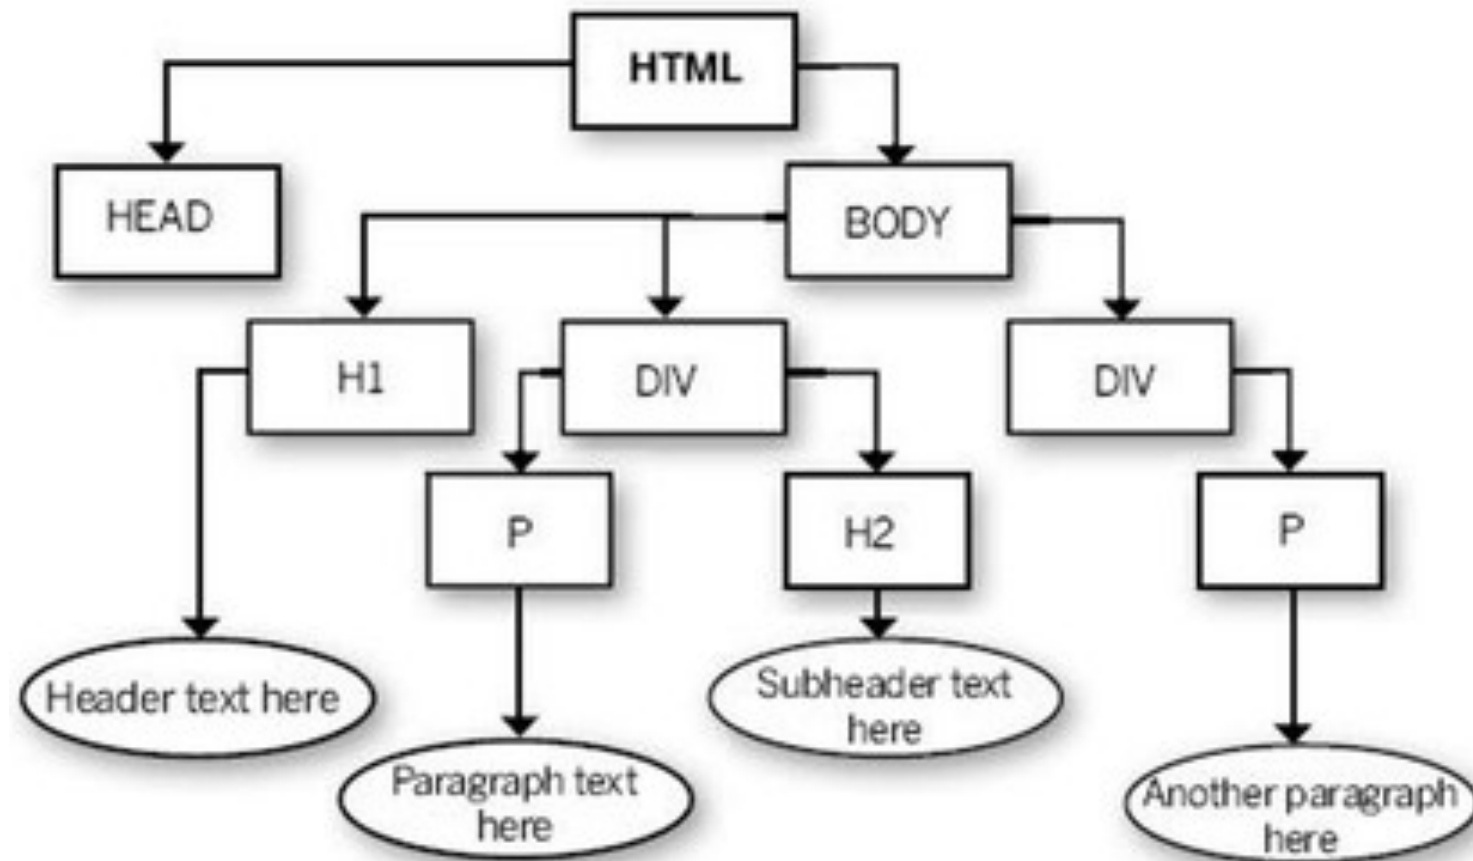 HTML
HEAD
BODY
H1
DIV
DIV
P
H2
P
Header text here
Subheader text
here
Paragraph text
here
Another paragraph
here